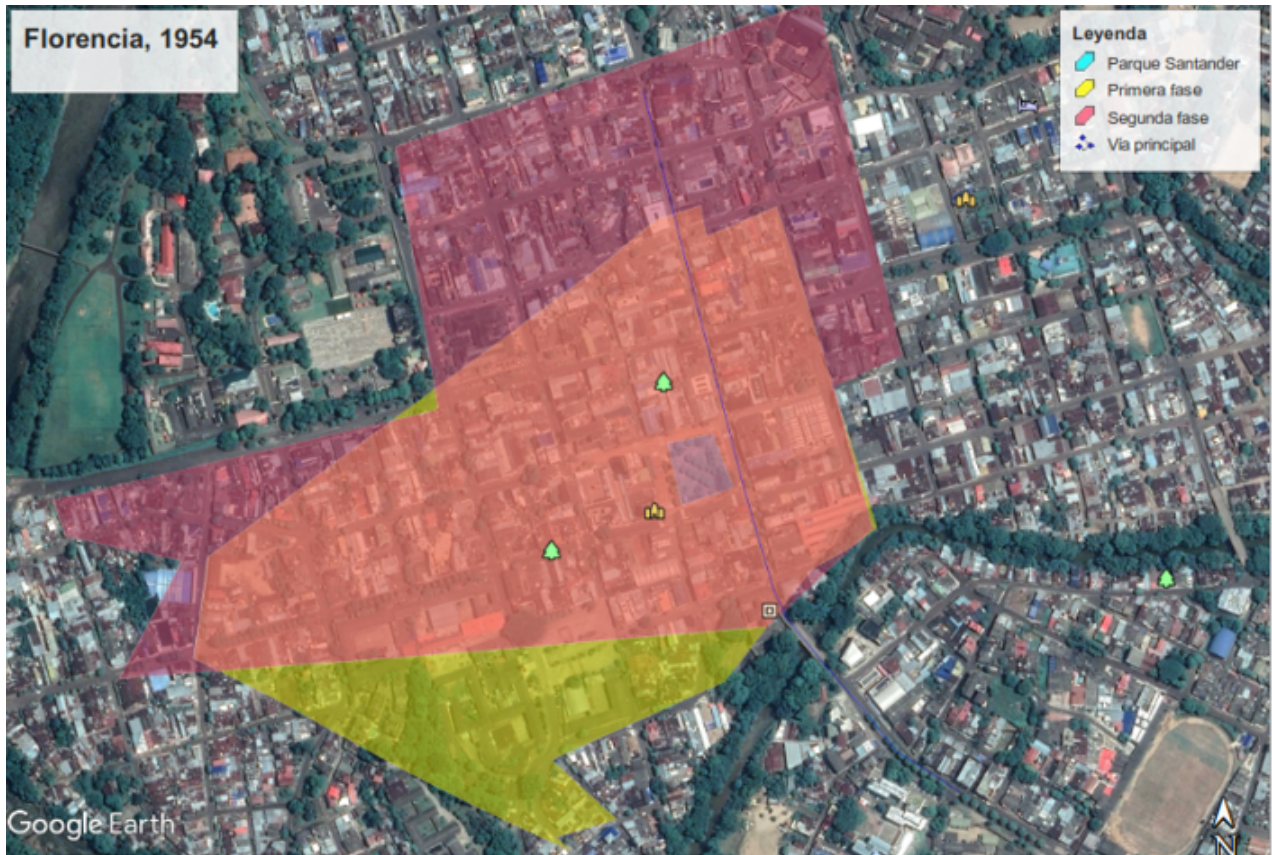 Florencia, 1954
Leyenda
Parque Santander
Primera fase
Segunda fase
Vía principal
Google Earth
N